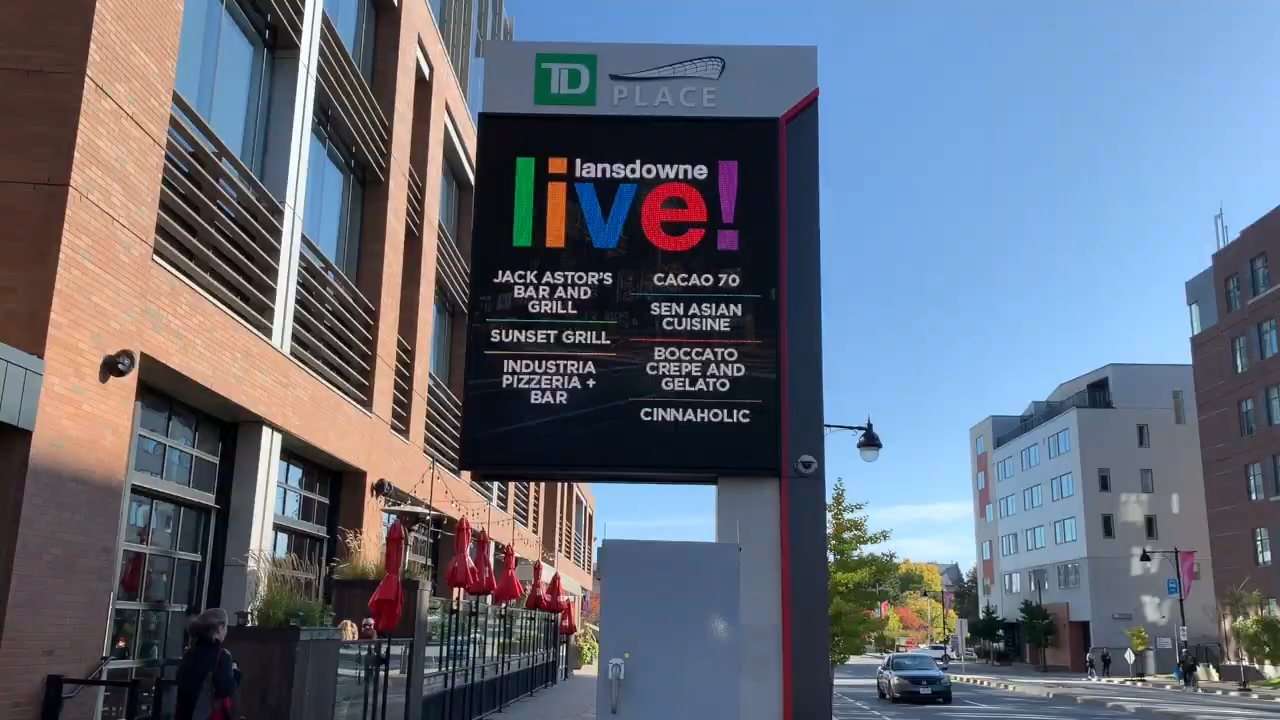 TD PLACE
lansdowne
live!
JACK ASTOR'S
BAR AND
GRILL
SUNSET GRILL
INDUSTRIA
PIZZERIA +
BAR
CACAO 70
SEN ASIAN
CUISINE
BOCCATO
CREPE AND
GELATO
CINNAHOLIC